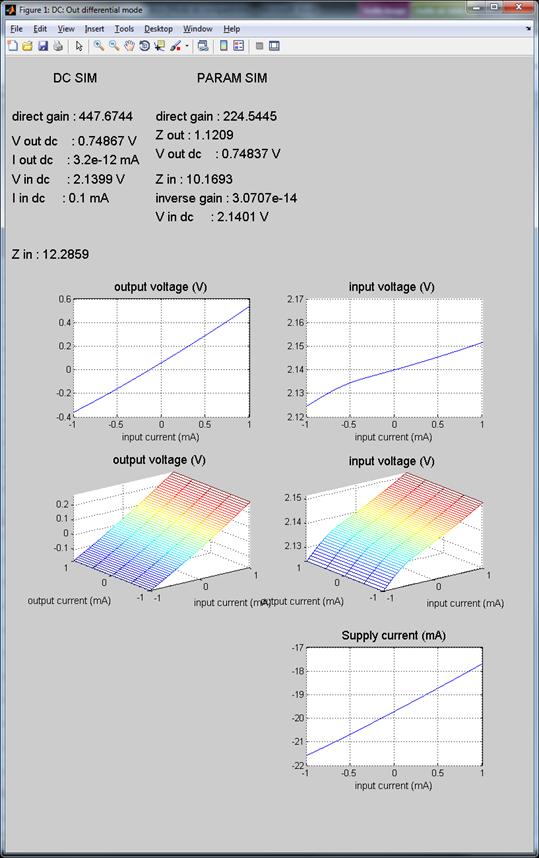 Figure 1: DC: Out differential mode
File Edit View Insert Tools Desktop Window Help
DC SIM PARAM SIM
direct gain : 447.6744 direct gain : 224.5445
Z out : 1.1209
V out dc : 0.74867 V V out dc : 0.74837 V
I out dc : 3.2e-12 mA
V in dc : 2.1399 V Z in : 10.1693
I in dc : 0.1 mA inverse gain : 3.0707e-14
V in dc : 2.1401 V
Z in : 12.2859
output voltage (V) input voltage (V)
0.6 2.17
0.4 2.16
0.2 2.15
0 2.14
-0.2 2.13
-0.4 2.12
-1 -0.5 0 0.5 1 -1 -0.5 0 0.5 1
input current (mA) input current (mA)
output voltage (V) input voltage (V)
0.2 2.15
0.1 2.14
0 2.13
-0.1
1 0 -1 -1 0 1 1 0 -1 -1 0 1
output current (mA) input current (mA) output current (mA) input current (mA)
Supply current (mA)
-17
-18
-19
-20
-21
-22
-1 -0.5 0 0.5 1
input current (mA)